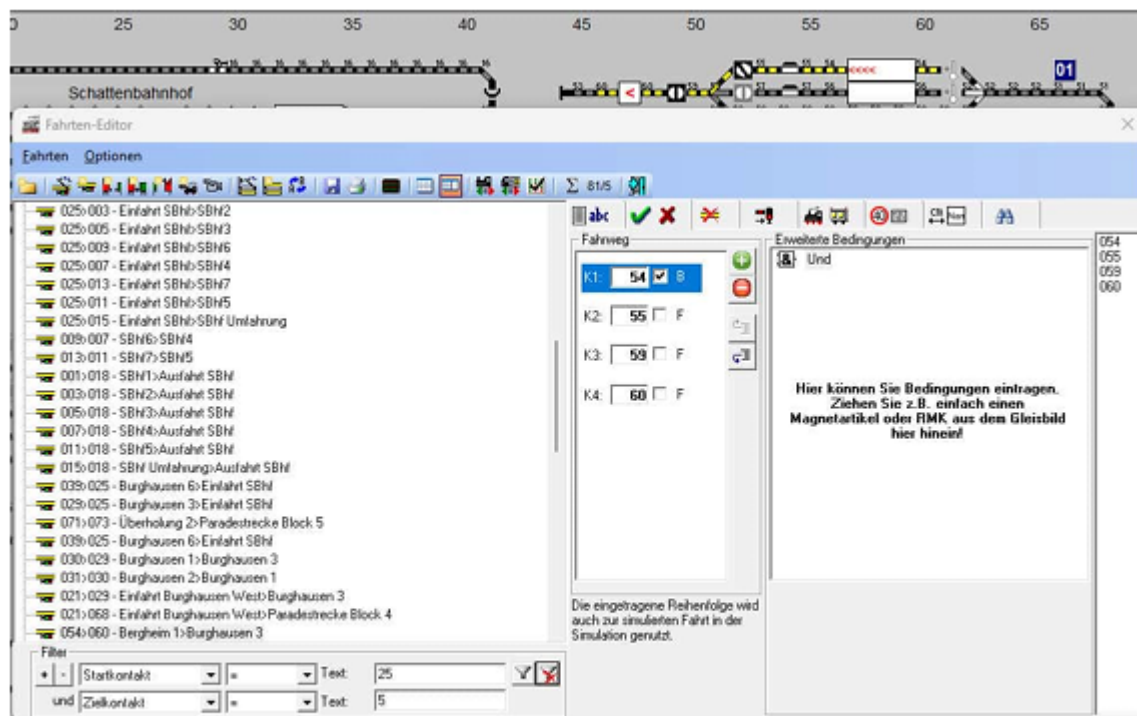 0 25 30 35 40 45 50 55 60 65
Schattenbahnhof
01
Fahrten-Editor
Fahrten Optionen
Σ 81/5
025>003 - Einfahrt SBhf>SBhf2
025>005 - Einfahrt SBhf>SBhf3
025>009 - Einfahrt SBhf>SBhf6
025>007 - Einfahrt SBhf>SBhf4
025>013 - Einfahrt SBhf>SBhf7
025>011 - Einfahrt SBhf>SBhf5
025>015 - Einfahrt SBhf>SBhf Umfahrung
009>007 - SBhf6>SBhf4
013>011 - SBhf7>SBhf5
001>018 - SBhf1>Ausfahrt SBhf
003>018 - SBhf2>Ausfahrt SBhf
005>018 - SBhf3>Ausfahrt SBhf
007>018 - SBhf4>Ausfahrt SBhf
011>018 - SBhf5>Ausfahrt SBhf
015>018 - SBhf Umfahrung>Ausfahrt SBhf
039>025 - Burghausen 6>Einfahrt SBhf
029>025 - Burghausen 3>Einfahrt SBhf
071>073 - Überholung 2>Paradestrecke Block 5
039>025 - Burghausen 6>Einfahrt SBhf
030>029 - Burghausen 1>Burghausen 3
031>030 - Burghausen 2>Burghausen 1
021>029 - Einfahrt Burghausen West>Burghausen 3
021>068 - Einfahrt Burghausen West>Paradestrecke Block 4
054>060 - Bergheim 1>Burghausen 3
Filter
+ - Startkontakt = Text: 25
und Zielkontakt = Text: 5
abc
40
Fahrweg
K1: 54 B
K2: 55 F
K3: 59 F
K4: 60 F
Die eingetragene Reihenfolge wird
auch zur simulierten Fahrt in der
Simulation genutzt.
Erweiterte Bedingungen
& Und
Hier können Sie Bedingungen eintragen.
Ziehen Sie z.B. einfach einen
Magnetartikel oder RMK aus dem Gleisbild
hier hinein!
054
055
059
060